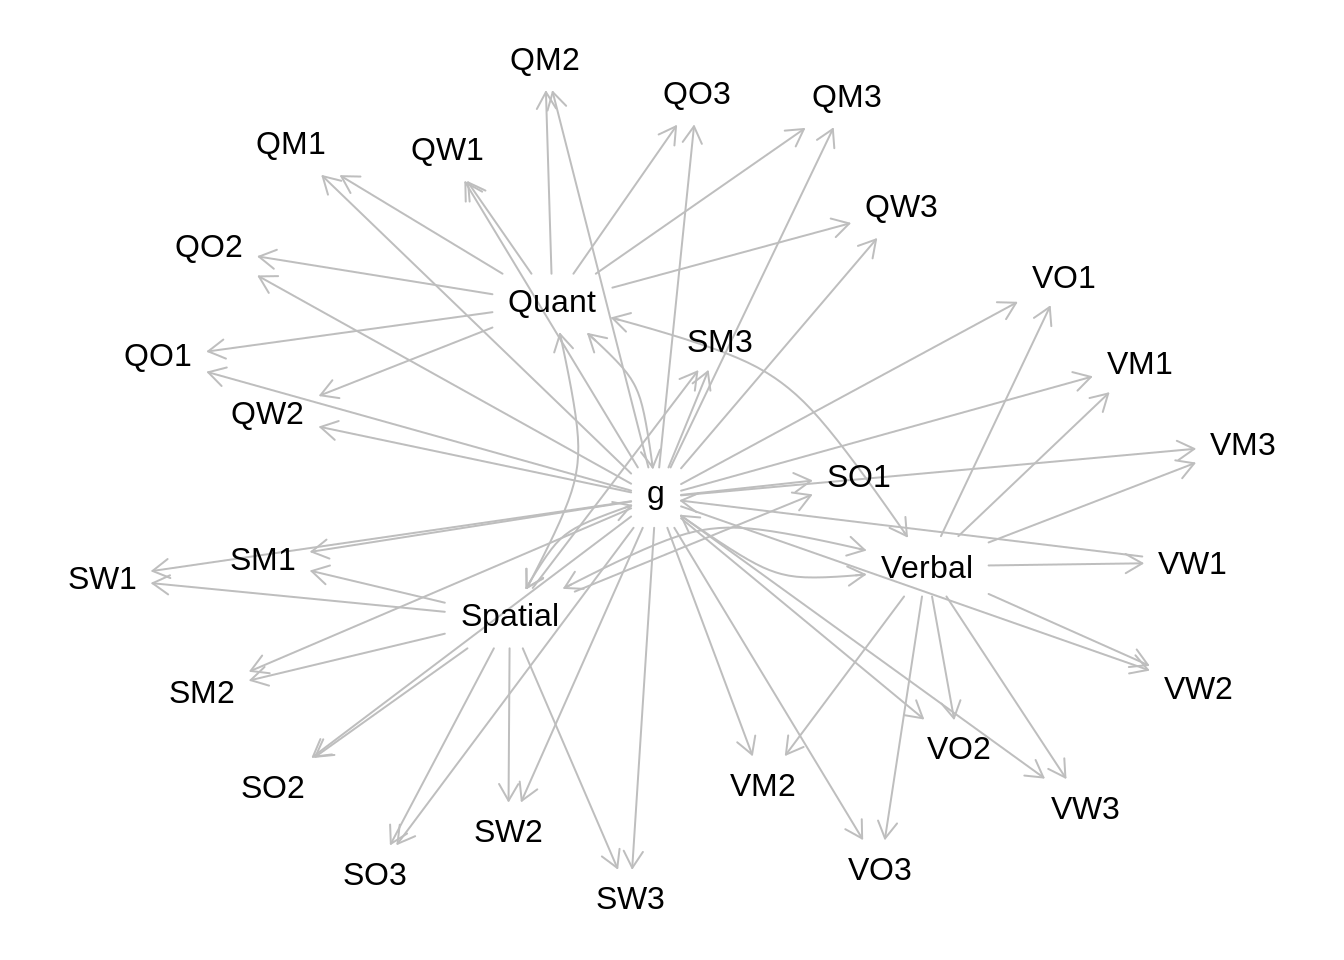 QM2
QO3
QM3
QM1
QW1
QW3
QO2
VO1
Quant
SM3
QO1
VM1
QW2
VM3
SO1
g
SM1
VW1
Verbal
SW1
Spatial
SM2
VW2
VO2
SO2
VM2
VW3
SW2
SO3
VO3
SW3